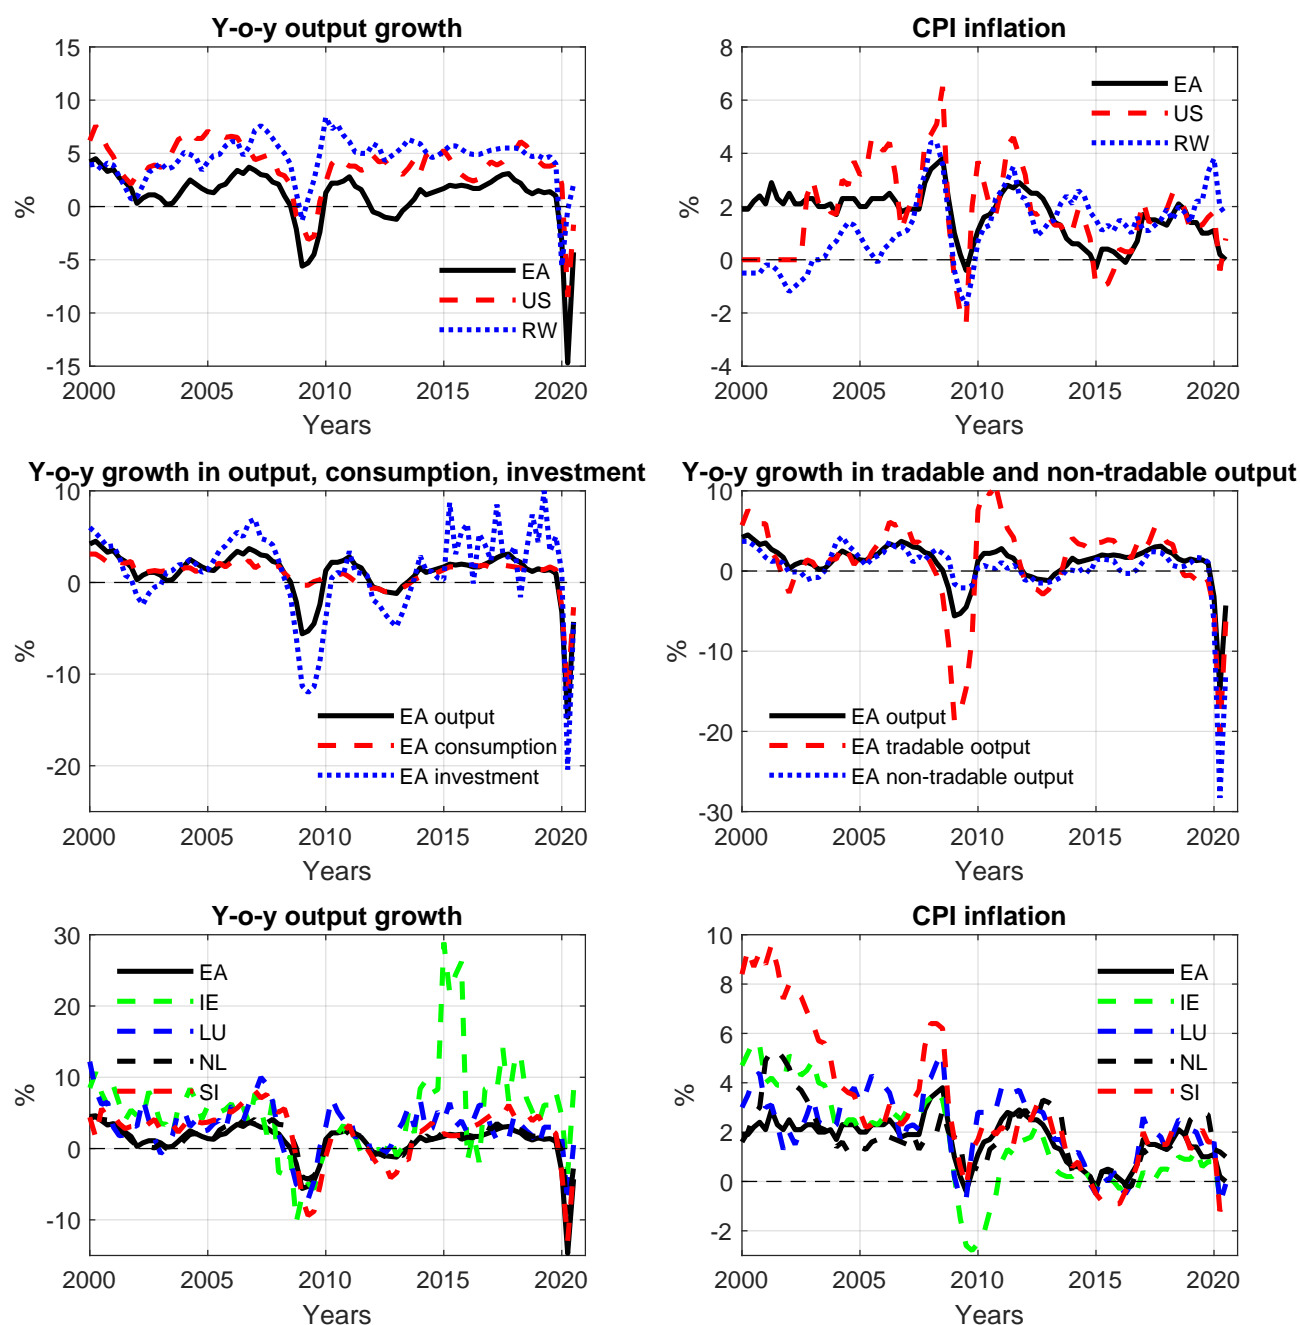 Y-o-y output growth
15
10
5
0
-5
-10
-15
%
EA
US
RW
2000 2005 2010 2015 2020
Years
CPI inflation
8
6
4
2
0
-2
-4
%
EA
US
RW
2000 2005 2010 2015 2020
Years
Y-o-y growth in output, consumption, investment
10
0
-10
-20
%
EA output
EA consumption
EA investment
2000 2005 2010 2015 2020
Years
Y-o-y growth in tradable and non-tradable output
10
0
-10
-20
-30
%
EA output
EA tradable ootput
EA non-tradable output
2000 2005 2010 2015 2020
Years
Y-o-y output growth
30
20
10
0
-10
%
EA
IE
LU
NL
SI
2000 2005 2010 2015 2020
Years
CPI inflation
10
8
6
4
2
0
-2
%
EA
IE
LU
NL
SI
2000 2005 2010 2015 2020
Years